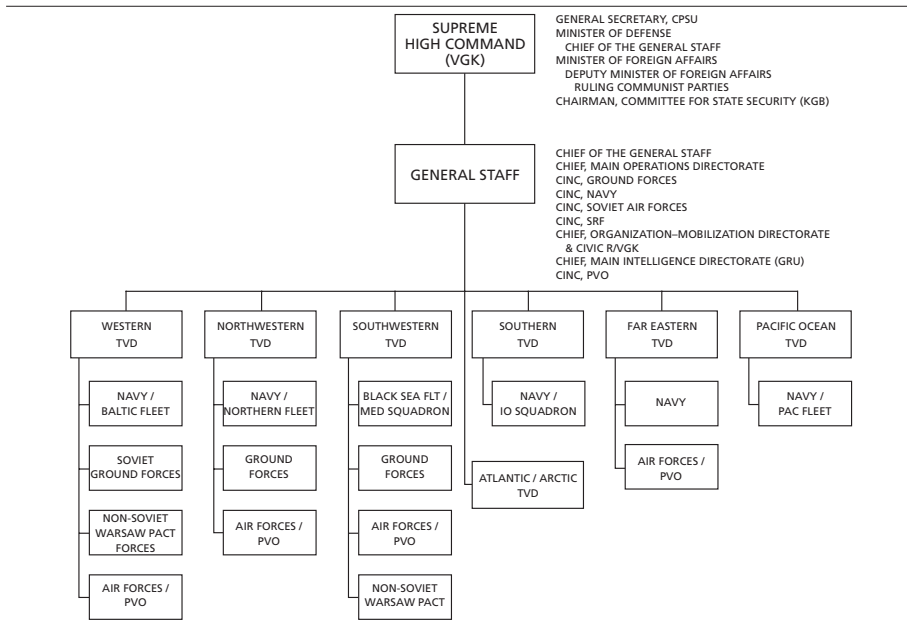 SUPREME
HIGH COMMAND
(VGK)
GENERAL SECRETARY, CPSU
MINISTER OF DEFENSE
CHIEF OF THE GENERAL STAFF
MINISTER OF FOREIGN AFFAIRS
DEPUTY MINISTER OF FOREIGN AFFAIRS
RULING COMMUNIST PARTIES
CHAIRMAN, COMMITTEE FOR STATE SECURITY (KGB)
GENERAL STAFF
CHIEF OF THE GENERAL STAFF
CHIEF, MAIN OPERATIONS DIRECTORATE
CINC, GROUND FORCES
CINC, NAVY
CINC, SOVIET AIR FORCES
CINC, SRF
CHIEF, ORGANIZATION–MOBILIZATION DIRECTORATE
& CIVIC R/VGK
CHIEF, MAIN INTELLIGENCE DIRECTORATE (GRU)
CINC, PVO
WESTERN
TVD
NAVY /
BALTIC FLEET
SOVIET
GROUND FORCES
NON-SOVIET
WARSAW PACT
FORCES
AIR FORCES /
PVO
NORTHWESTERN
TVD
NAVY /
NORTHERN FLEET
GROUND
FORCES
AIR FORCES /
PVO
SOUTHWESTERN
TVD
BLACK SEA FLT /
MED SQUADRON
GROUND
FORCES
AIR FORCES /
PVO
NON-SOVIET
WARSAW PACT
SOUTHERN
TVD
NAVY /
IO SQUADRON
ATLANTIC / ARCTIC
TVD
FAR EASTERN
TVD
NAVY
AIR FORCES /
PVO
PACIFIC OCEAN
TVD
NAVY /
PAC FLEET